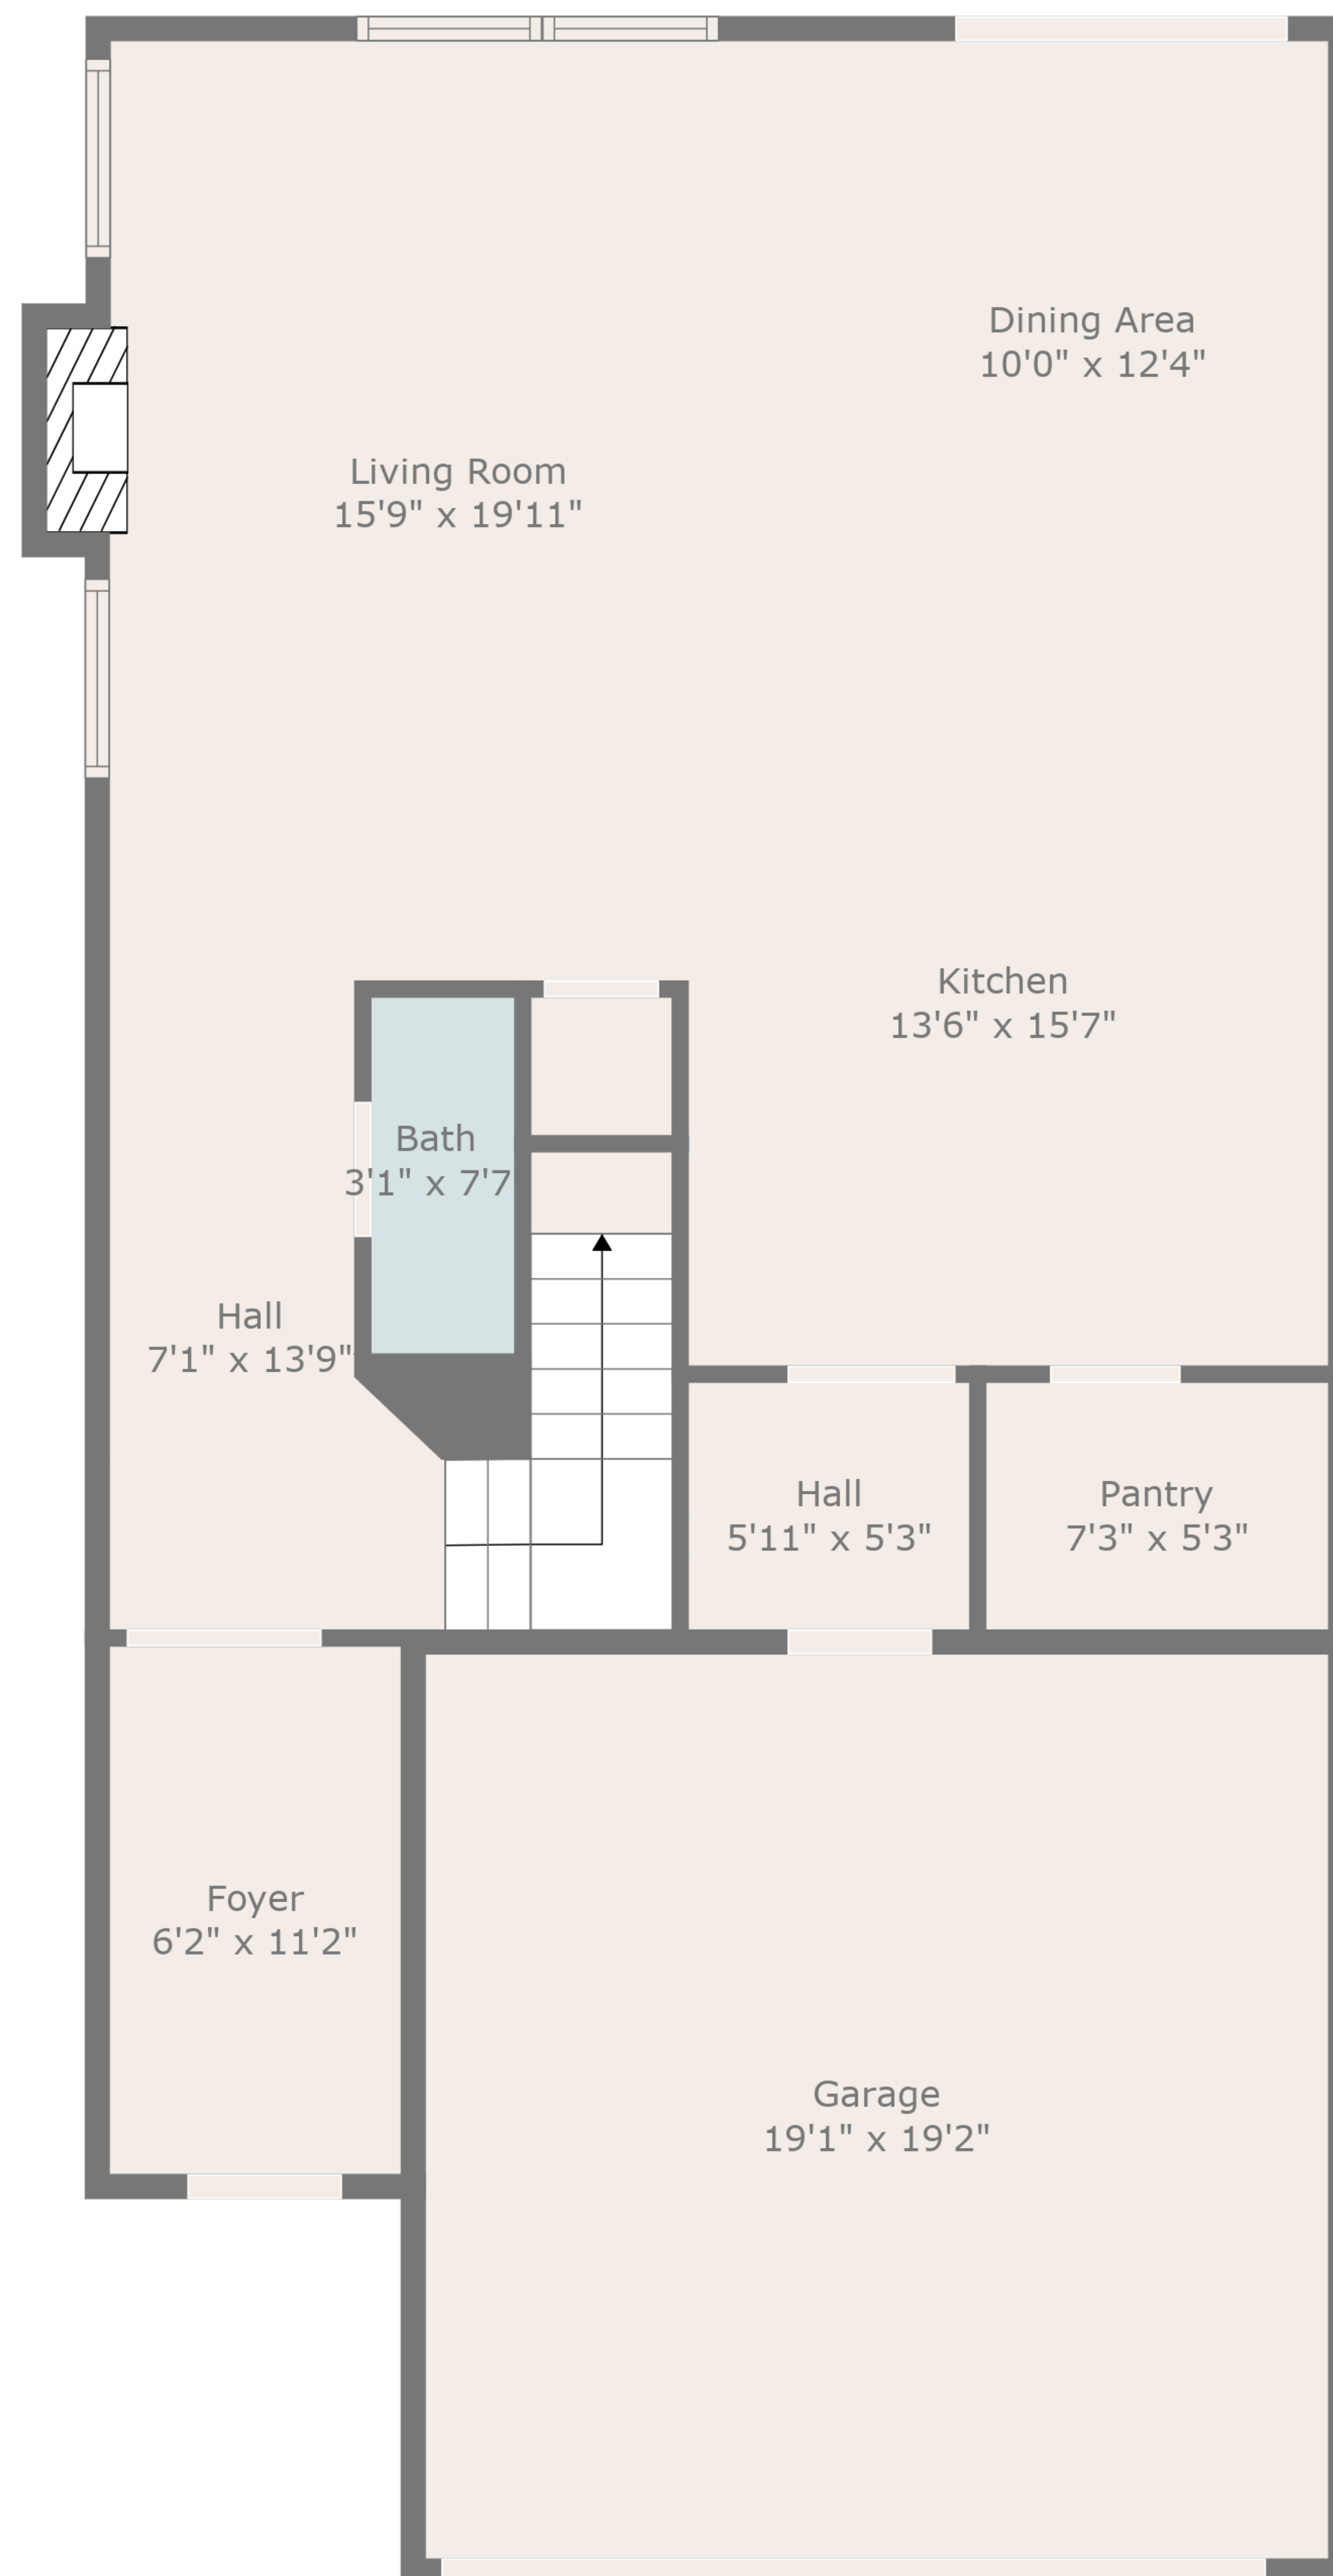 Dining Area
10'0" x 12'4"
Living Room
15'9" x 19'11"
Kitchen
13'6" x 15'7"
Bath
3'1" x 7'7
Hall
7'1" x 13'9"
Hall
5'11" x 5'3"
Pantry
7'3" x 5'3"
Foyer
6'2" x 11'2"
Garage
19'1" x 19'2"